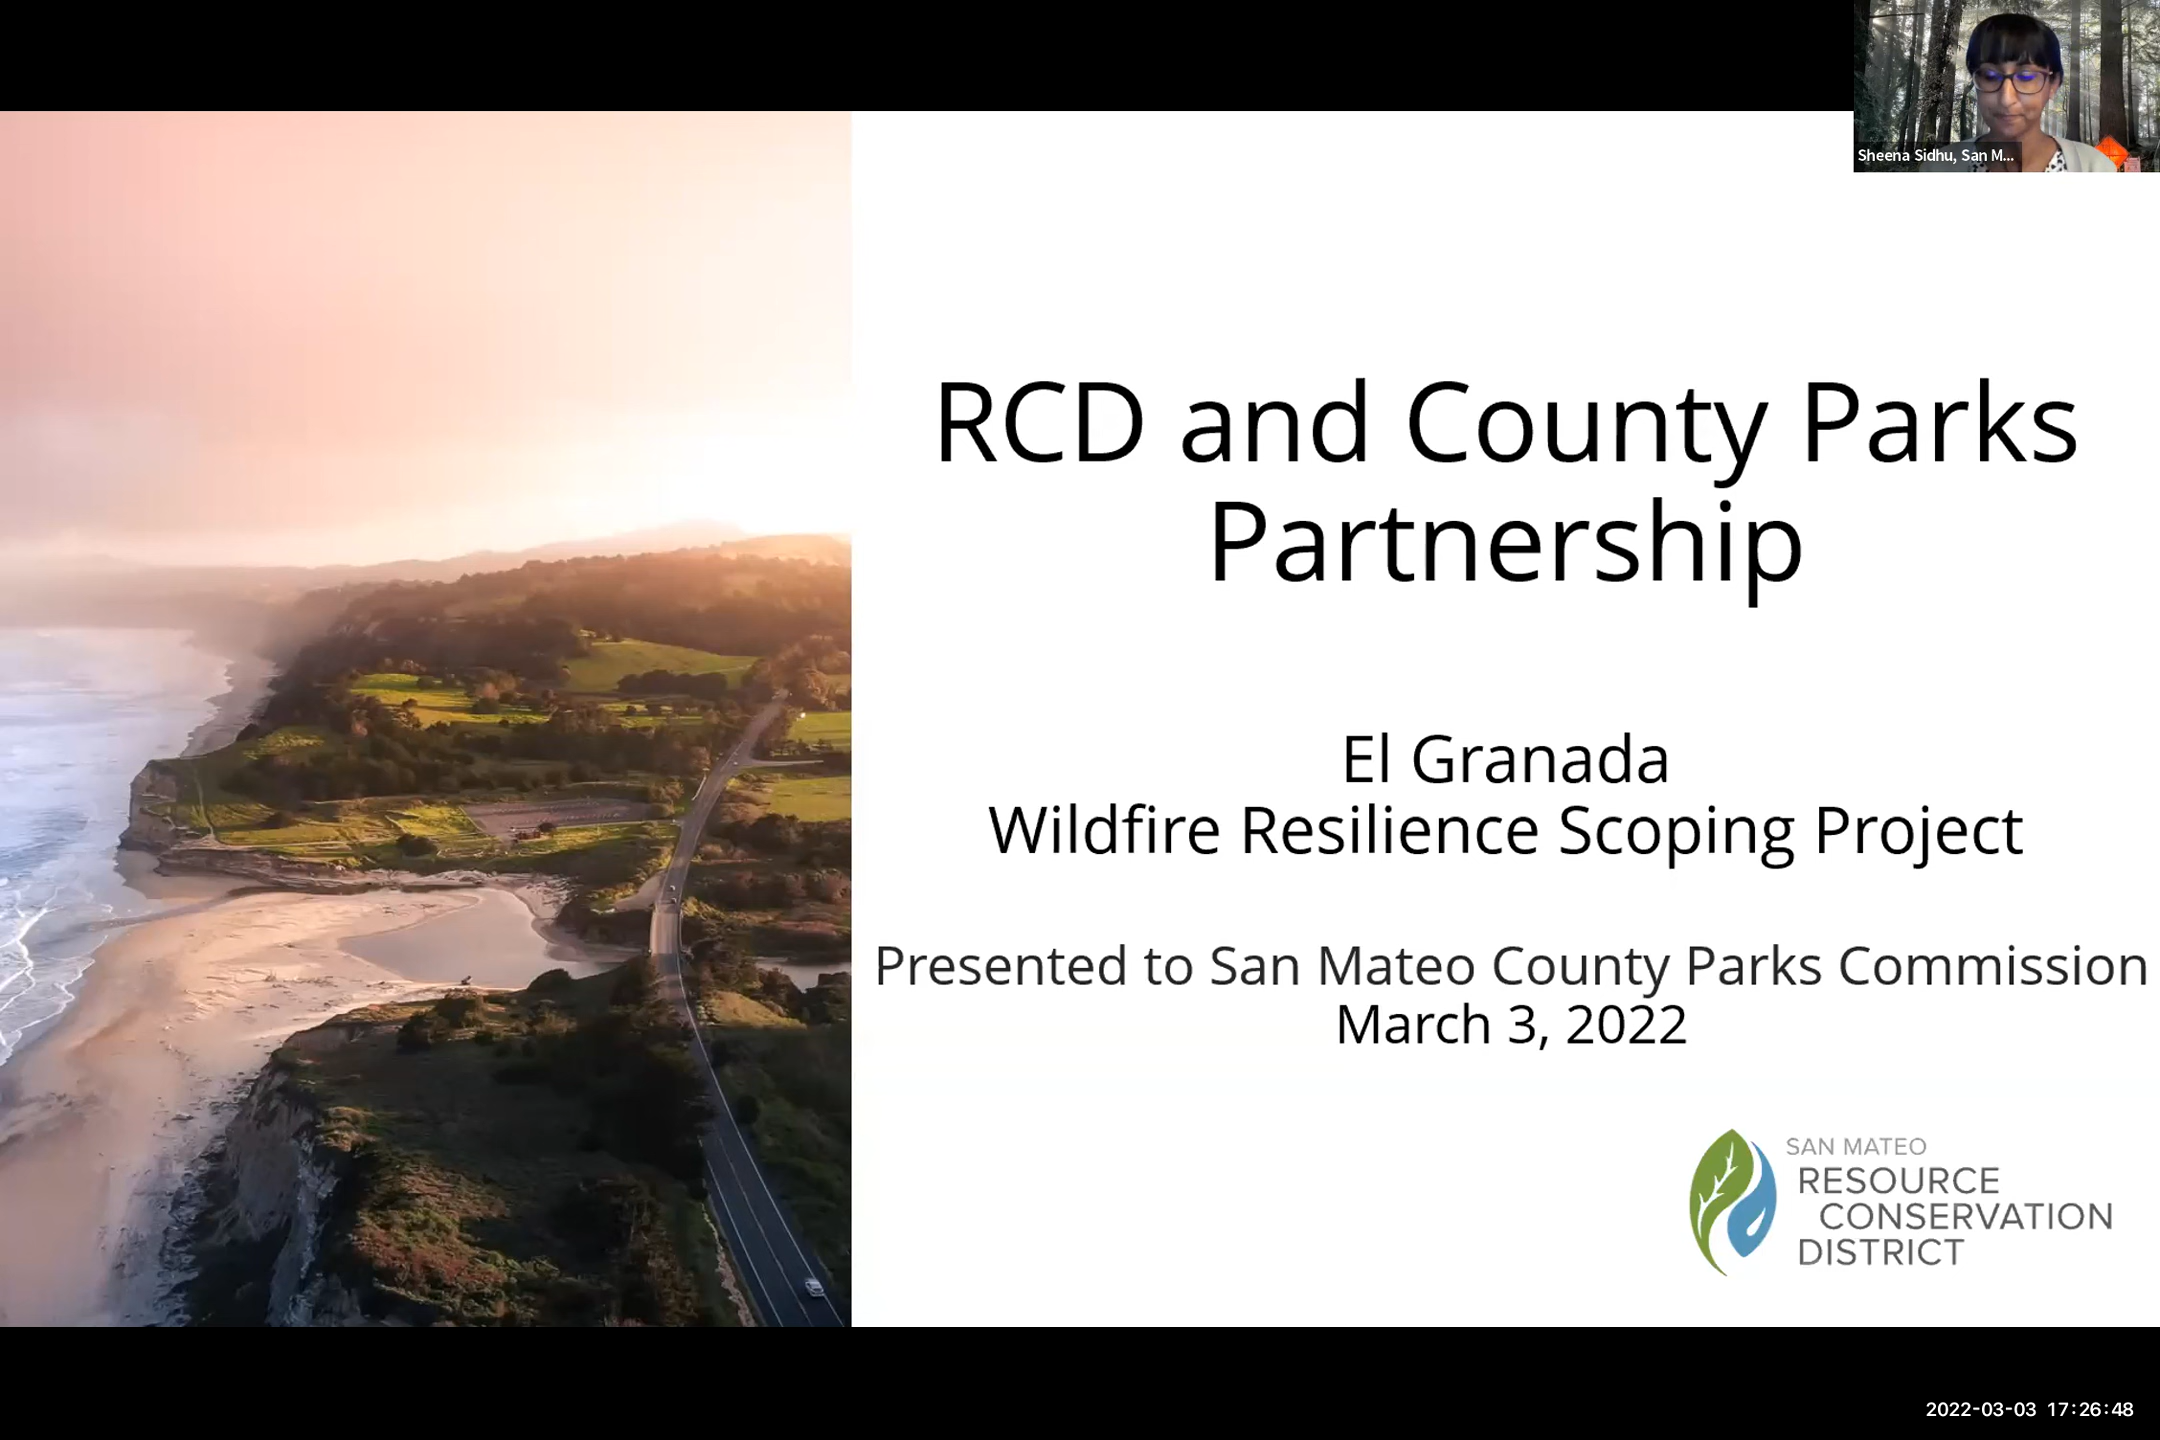 Sheena Sidhu, San M...
RCD and County Parks
Partnership
El Granada
Wildfire Resilience Scoping Project
Presented to San Mateo County Parks Commission
March 3, 2022
SAN MATEO
RESOURCE
CONSERVATION
DISTRICT
2022-03-03 17:26:48